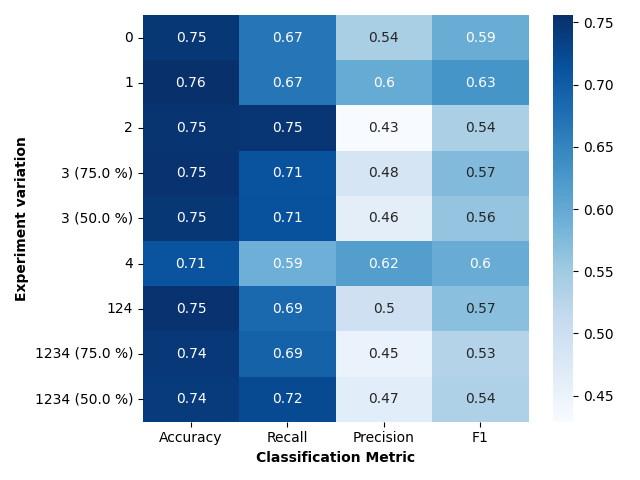 0 0.75 0.67 0.54 0.59
1 0.76 0.67 0.6 0.63
2 0.75 0.75 0.43 0.54
3 (75.0 %) 0.75 0.71 0.48 0.57
3 (50.0 %) 0.75 0.71 0.46 0.56
4 0.71 0.59 0.62 0.6
124 0.75 0.69 0.5 0.57
1234 (75.0 %) 0.74 0.69 0.45 0.53
1234 (50.0 %) 0.74 0.72 0.47 0.54
Accuracy Recall Precision F1
Classification Metric
Experiment variation
0.75
0.70
0.65
0.60
0.55
0.50
0.45